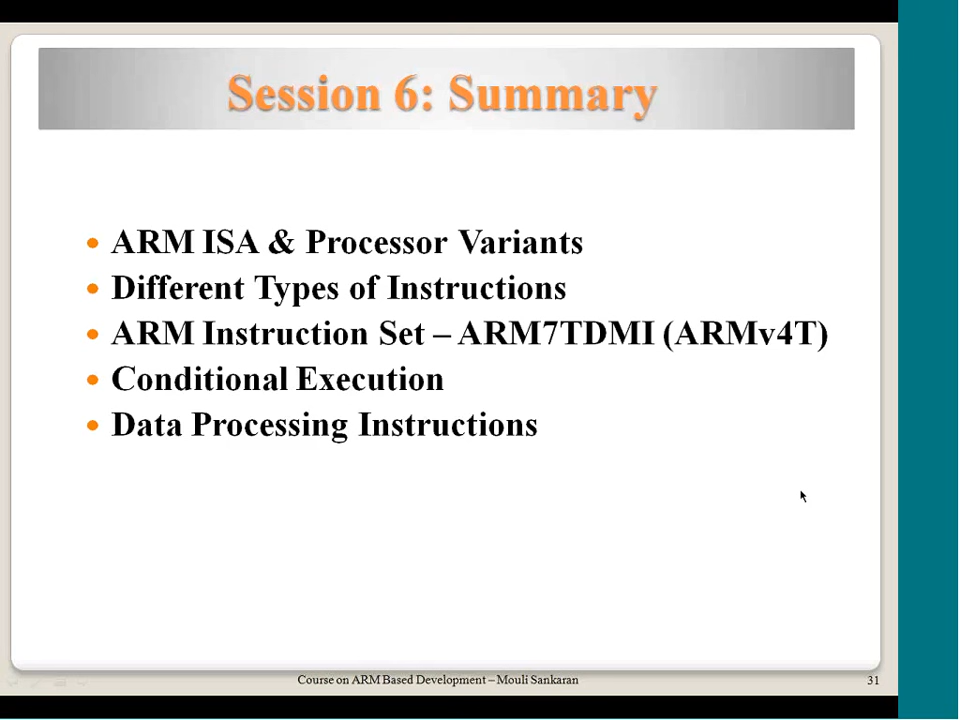 Session 6: Summary
• ARM ISA & Processor Variants
• Different Types of Instructions
• ARM Instruction Set – ARM7TDMI (ARMv4T)
• Conditional Execution
• Data Processing Instructions
Course on ARM Based Development – Mouli Sankaran
31